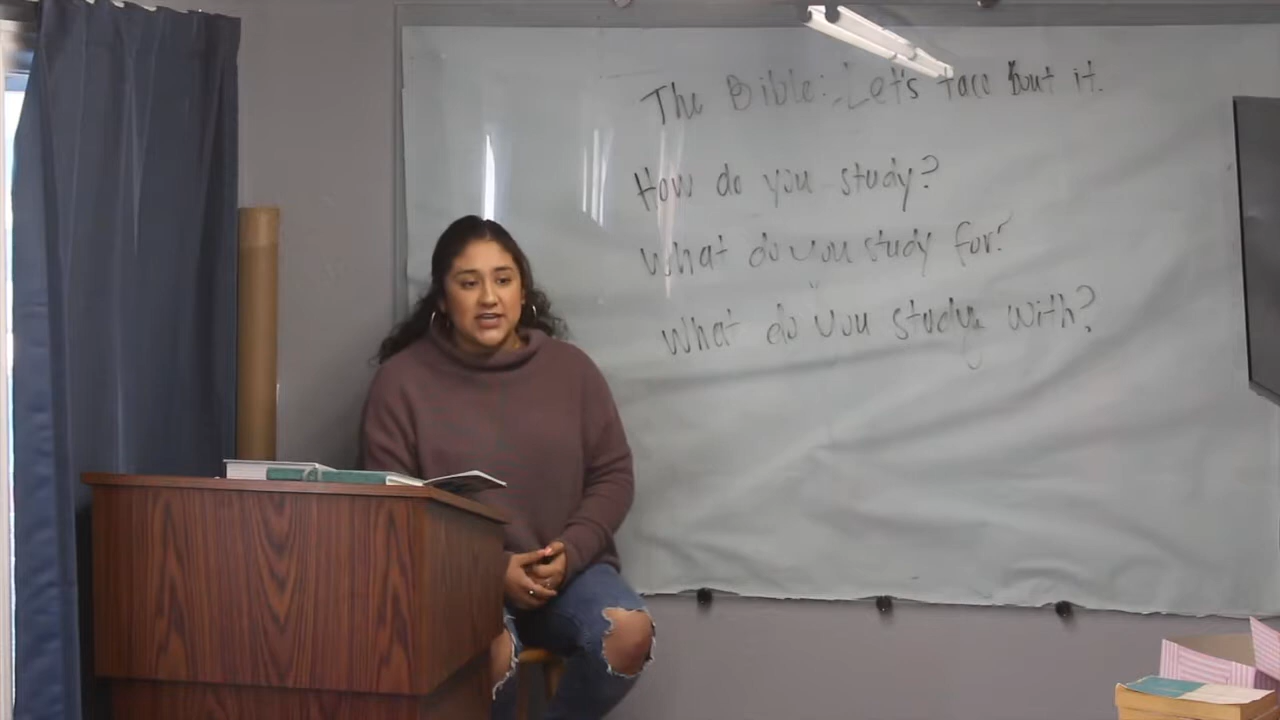 The Bible: Let's face bout it.
How do you study?
What do you study for?
What do you study with?